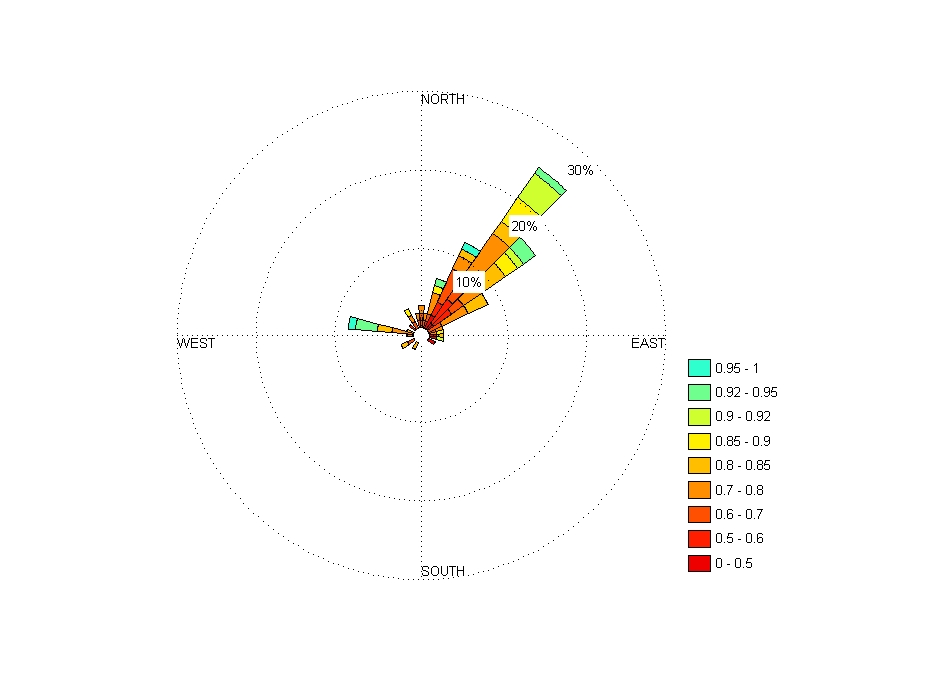 NORTH
30%
20%
10%
WEST
EAST
SOUTH
0.95 - 1
0.92 - 0.95
0.9 - 0.92
0.85 - 0.9
0.8 - 0.85
0.7 - 0.8
0.6 - 0.7
0.5 - 0.6
0 - 0.5